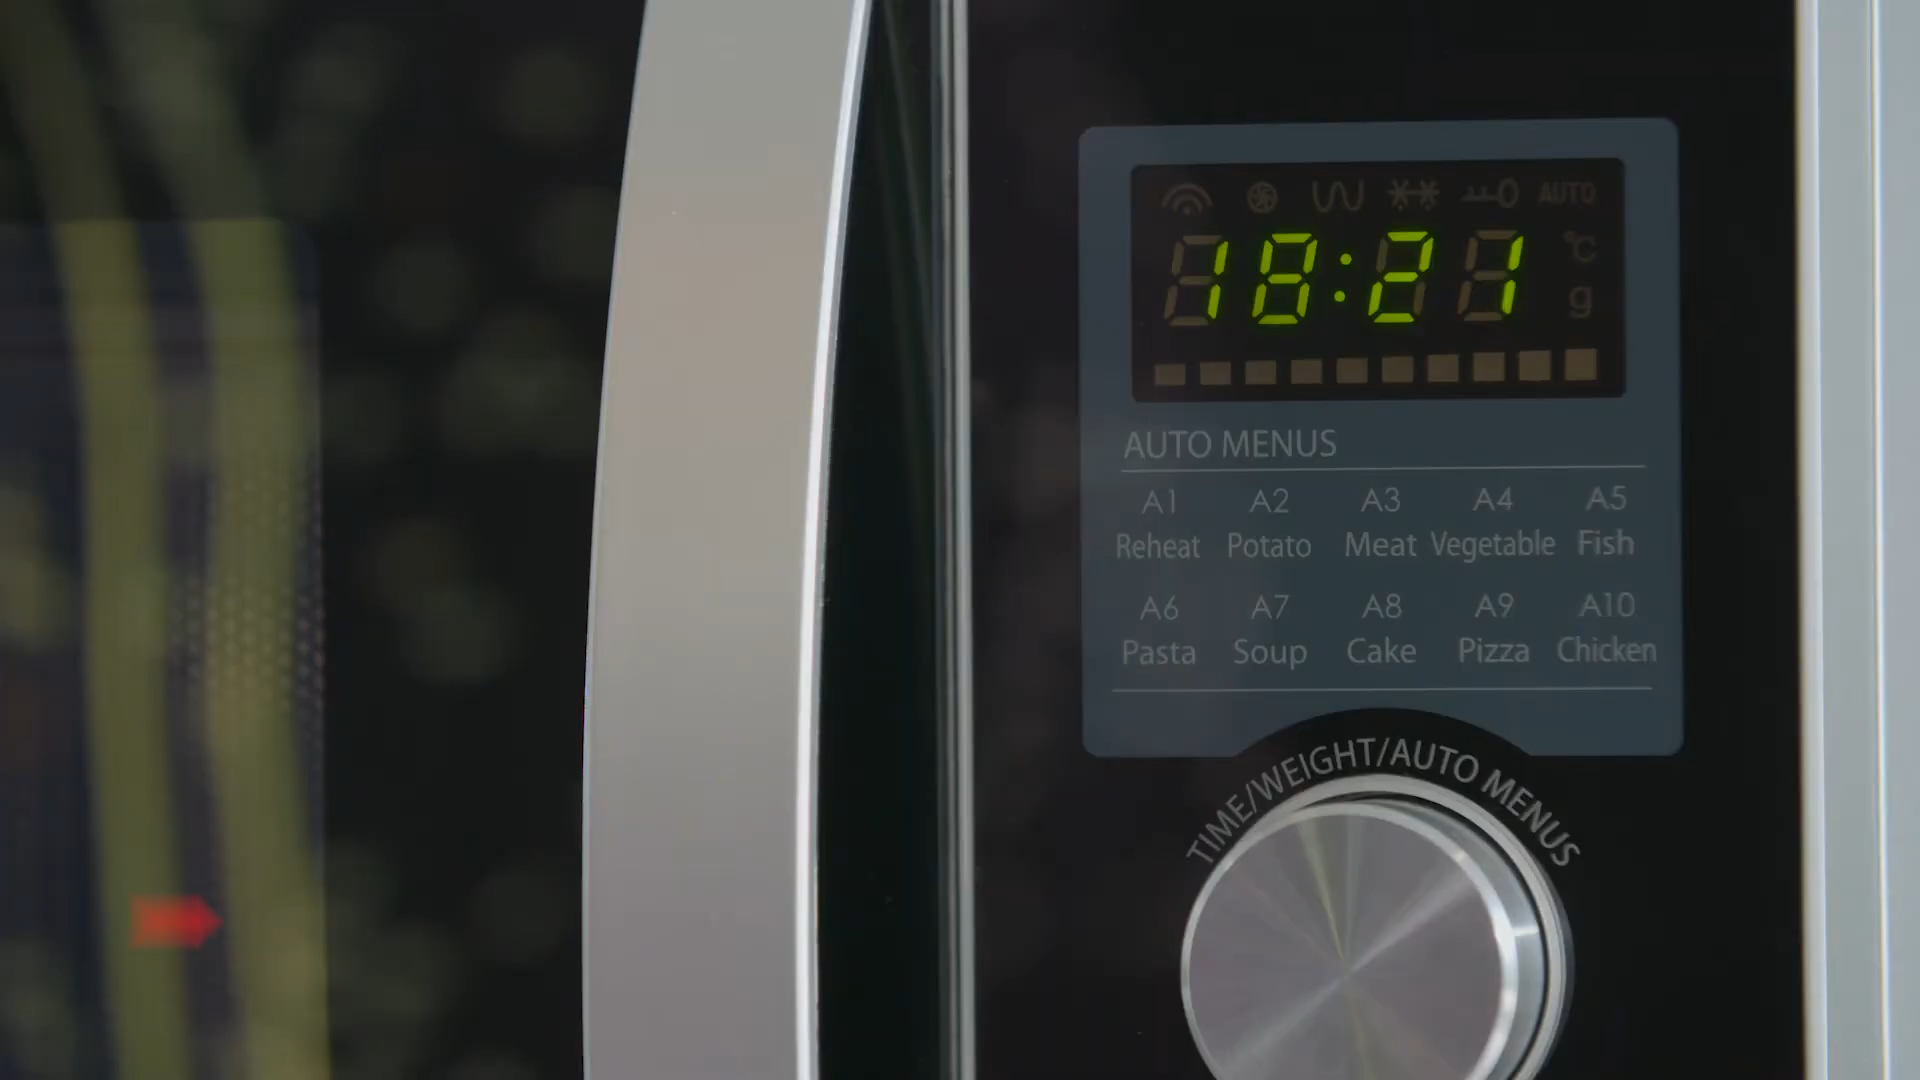 AUTO
18:21
°C
g
AUTO MENUS
A1 A2 A3 A4 A5
Reheat Potato Meat Vegetable Fish
A6 A7 A8 A9 A10
Pasta Soup Cake Pizza Chicken
TIME/WEIGHT/AUTO MENUS